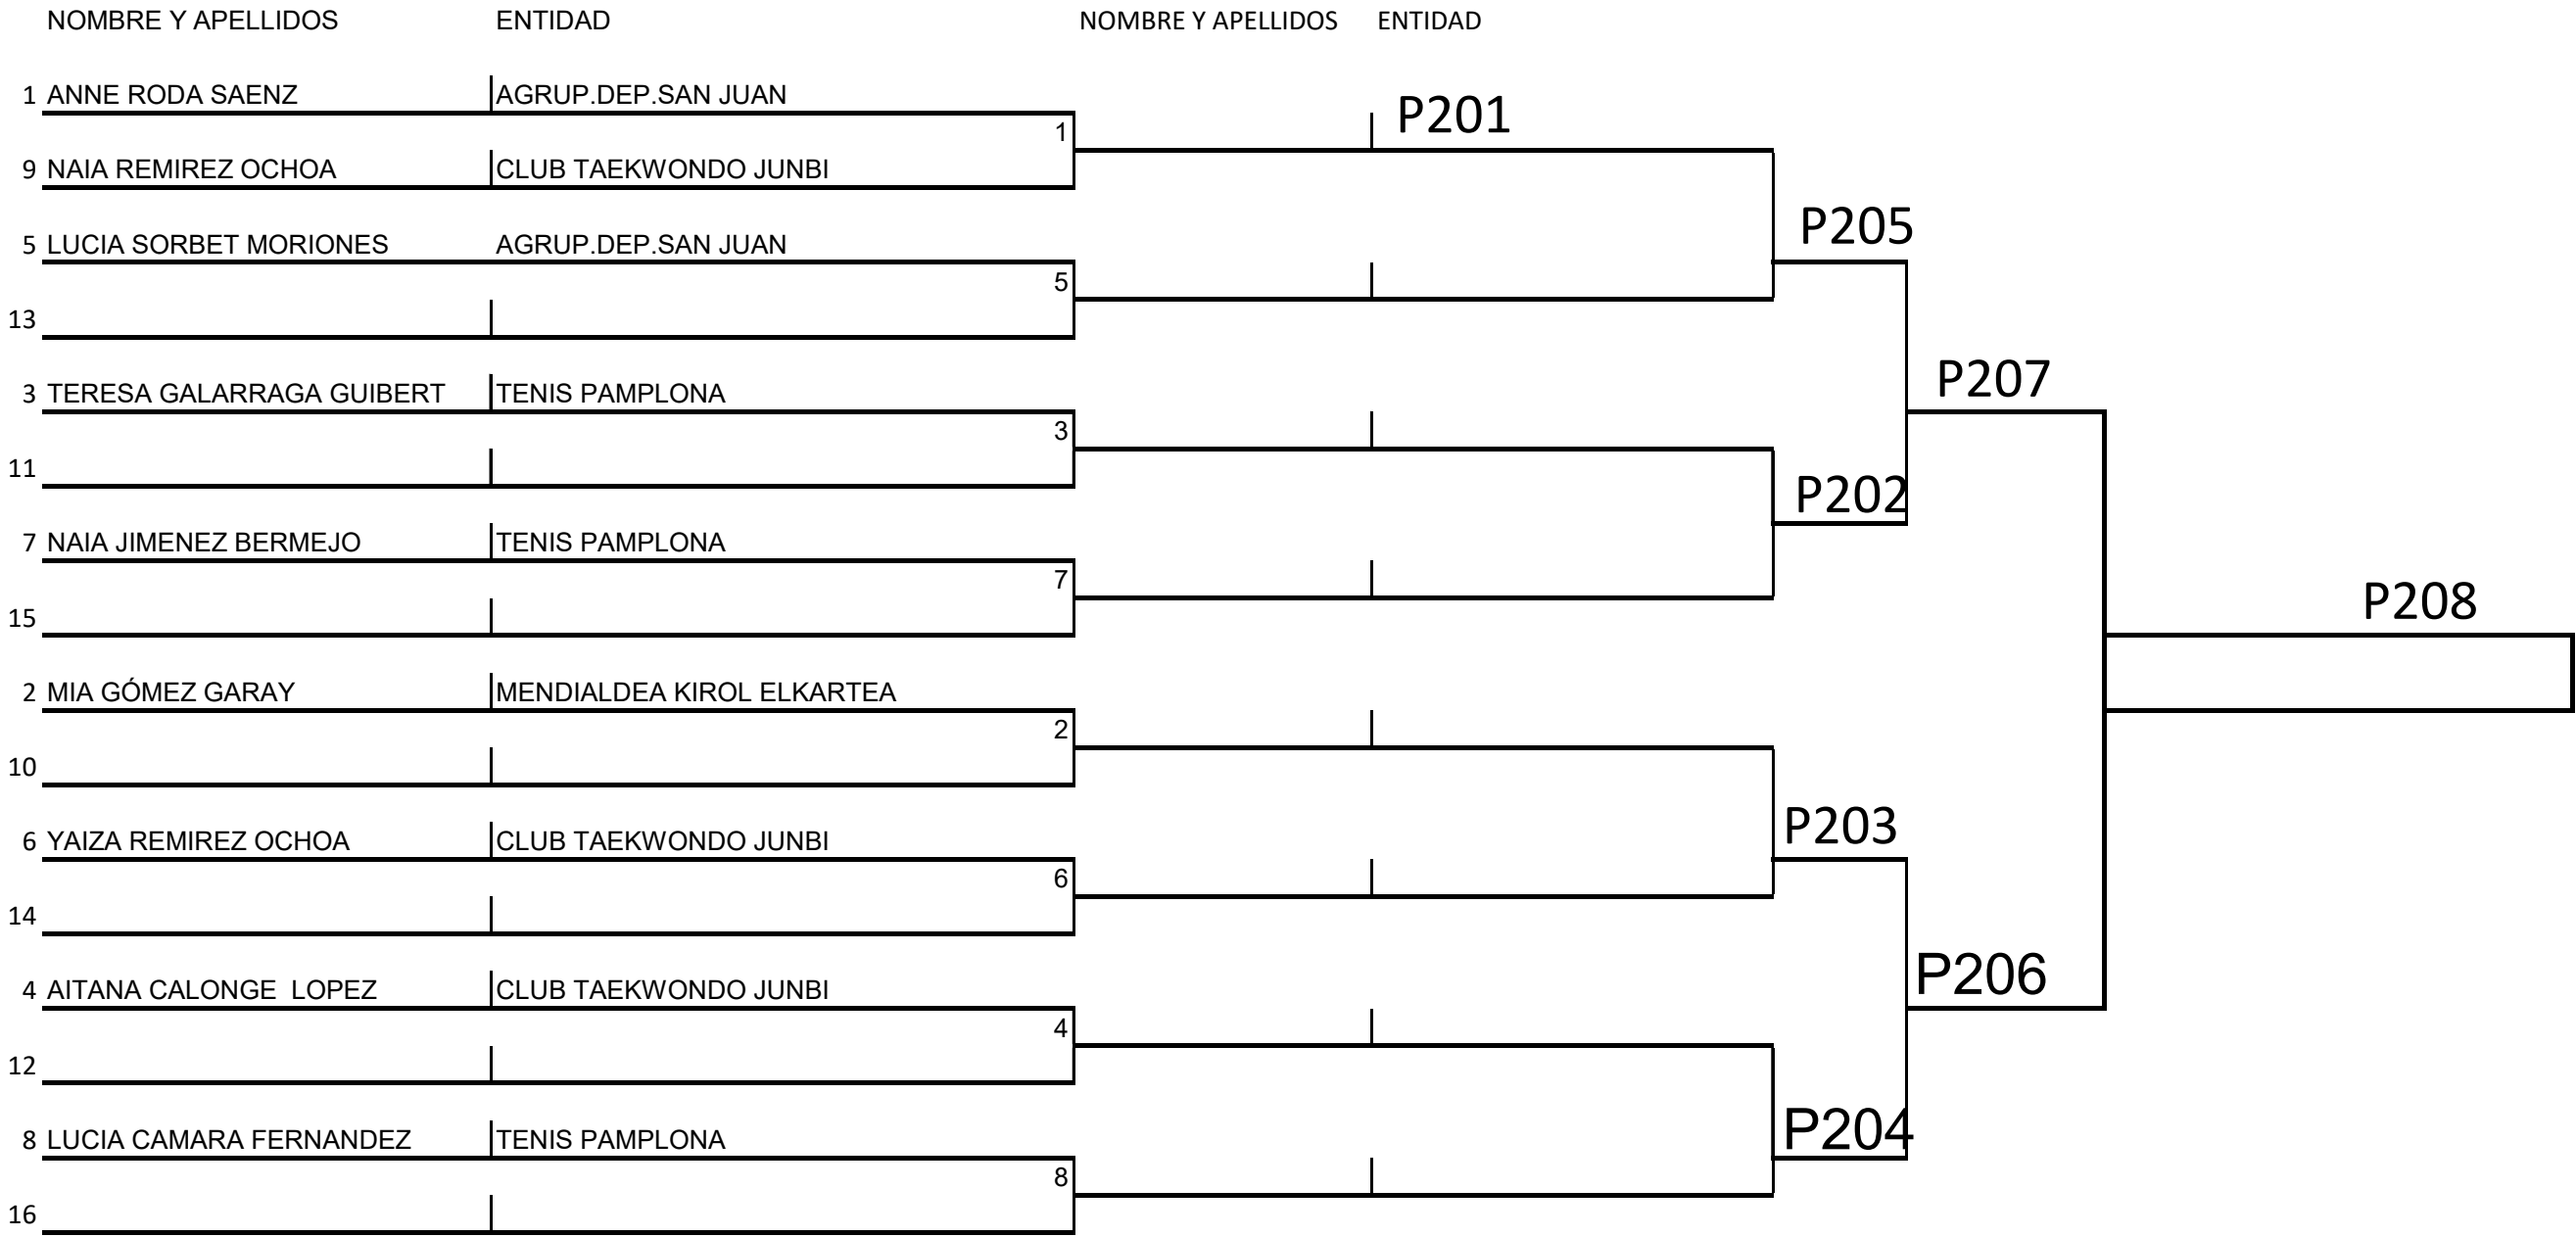 NOMBRE Y APELLIDOS ENTIDAD NOMBRE Y APELLIDOS ENTIDAD
1 ANNE RODA SAENZ AGRUP.DEP.SAN JUAN P201
1
9 NAIA REMIREZ OCHOA CLUB TAEKWONDO JUNBI
P205
5 LUCIA SORBET MORIONES AGRUP.DEP.SAN JUAN
5
13
P207
3 TERESA GALARRAGA GUIBERT TENIS PAMPLONA
3
11
P202
7 NAIA JIMENEZ BERMEJO TENIS PAMPLONA
7
P208
15
2 MIA GÓMEZ GARAY MENDIALDEA KIROL ELKARTEA
2
10
P203
6 YAIZA REMIREZ OCHOA CLUB TAEKWONDO JUNBI
6
14
P206
4 AITANA CALONGE LOPEZ CLUB TAEKWONDO JUNBI
4
12
P204
8 LUCIA CAMARA FERNANDEZ TENIS PAMPLONA
8
16